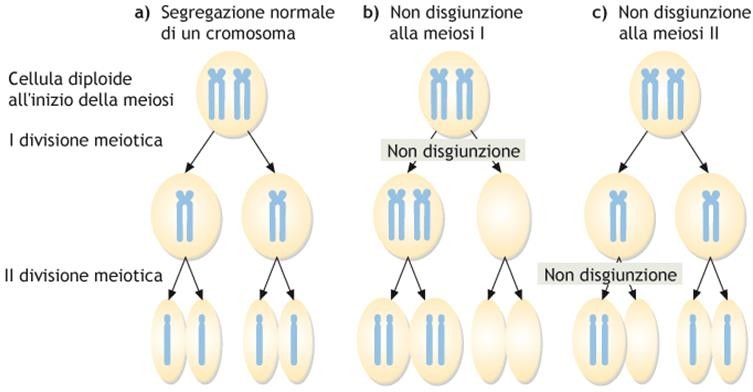 a) Segregazione normale
di un cromosoma
b) Non disgiunzione
alla meiosi I
c) Non disgiunzione
alla meiosi II
Cellula diploide
all'inizio della meiosi
I divisione meiotica
Non disgiunzione
II divisione meiotica
Non disgiunzione